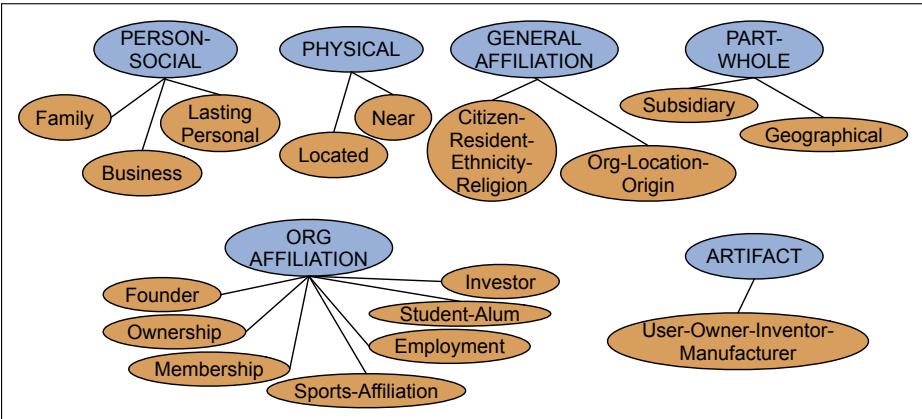 PERSON-
SOCIAL
PHYSICAL
GENERAL
AFFILIATION
PART-
WHOLE
Family
Lasting
Personal
Business
Near
Located
Citizen-
Resident-
Ethnicity-
Religion
Org-Location-
Origin
Subsidiary
Geographical
ORG
AFFILIATION
ARTIFACT
Founder
Ownership
Membership
Sports-Affiliation
Investor
Student-Alum
Employment
User-Owner-Inventor-
Manufacturer